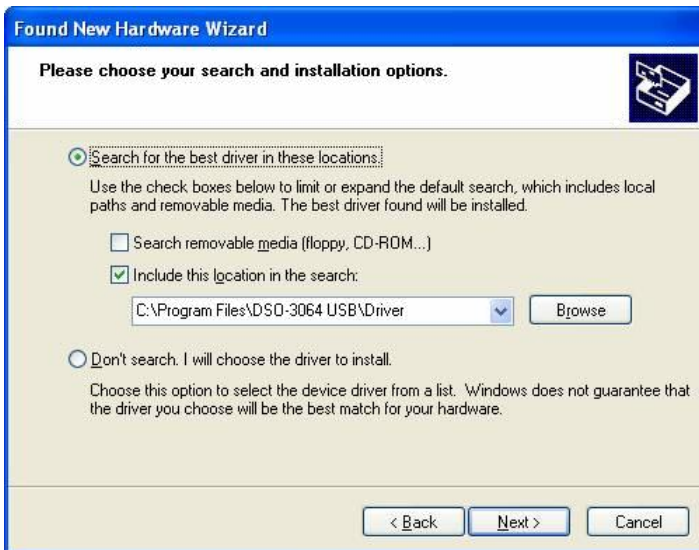 Found New Hardware Wizard
Please choose your search and installation options.
Search for the best driver in these locations.
Use the check boxes below to limit or expand the default search, which includes local
paths and removable media. The best driver found will be installed.
Search removable media (floppy, CD-ROM...)
Include this location in the search:
C:\Program Files\DSO-3064 USB\Driver
Browse
Don't search. I will choose the driver to install.
Choose this option to select the device driver from a list. Windows does not guarantee that
the driver you choose will be the best match for your hardware.
< Back Next > Cancel